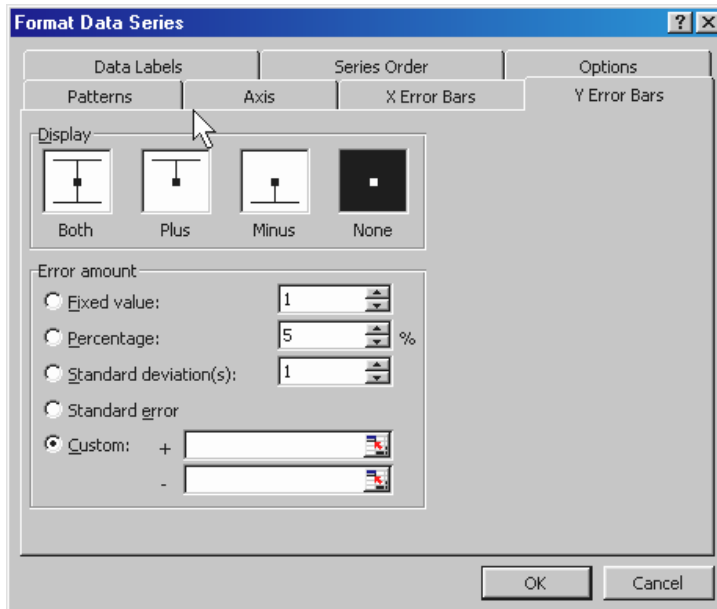 Format Data Series
Data Labels Series Order Options
Patterns Axis X Error Bars Y Error Bars
Display
Both Plus Minus None
Error amount
Fixed value: 1
Percentage: 5 %
Standard deviation(s): 1
Standard error
Custom: +
-
OK Cancel